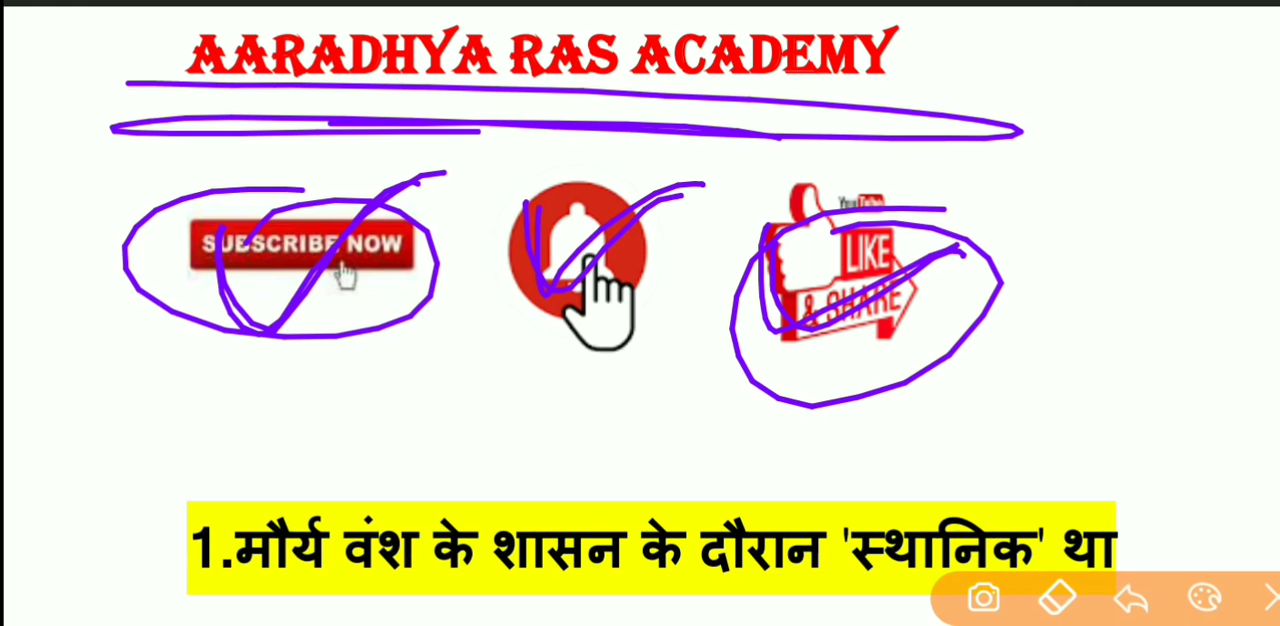 AARADHYA RAS ACADEMY
SUBSCRIBE NOW
YouTube
LIKE
& SHARE
1.मौर्य वंश के शासन के दौरान 'स्थानिक' था